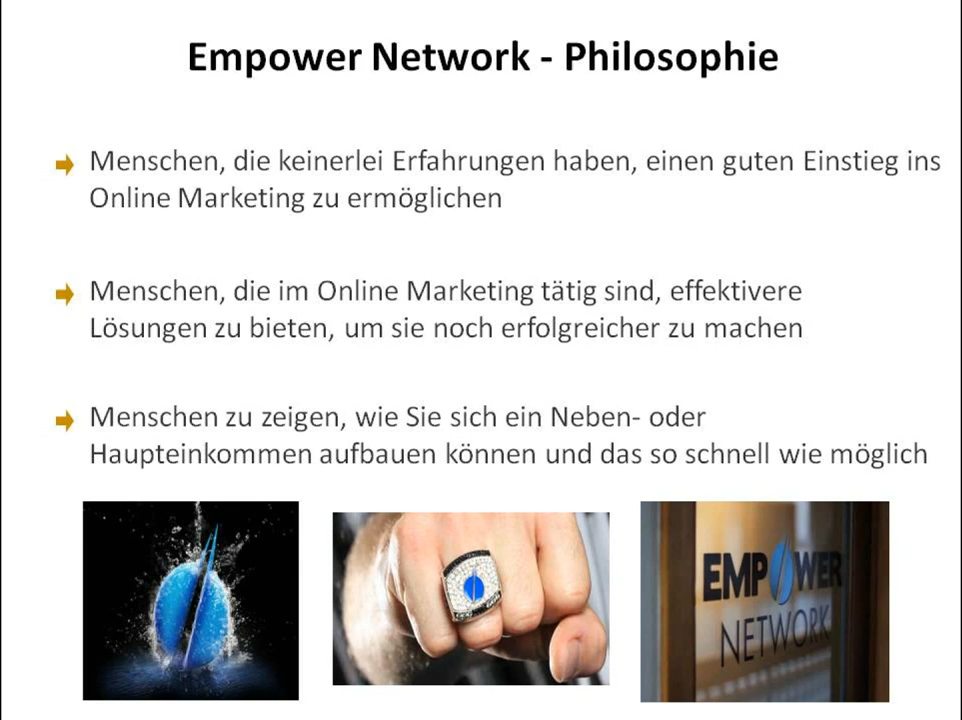 Empower Network - Philosophie
Menschen, die keinerlei Erfahrungen haben, einen guten Einstieg ins
Online Marketing zu ermöglichen
Menschen, die im Online Marketing tätig sind, effektivere
Lösungen zu bieten, um sie noch erfolgreicher zu machen
Menschen zu zeigen, wie Sie sich ein Neben- oder
Haupteinkommen aufbauen können und das so schnell wie möglich
EMPOWER
NETWORK